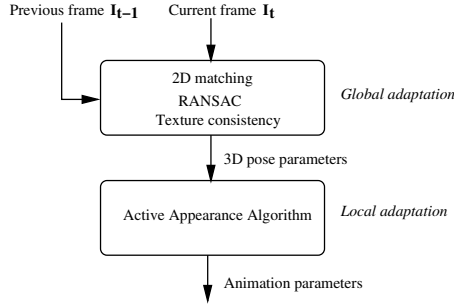 Previous frame I_{t-1} Current frame I_t
2D matching
RANSAC
Texture consistency
Global adaptation
3D pose parameters
Active Appearance Algorithm
Local adaptation
Animation parameters